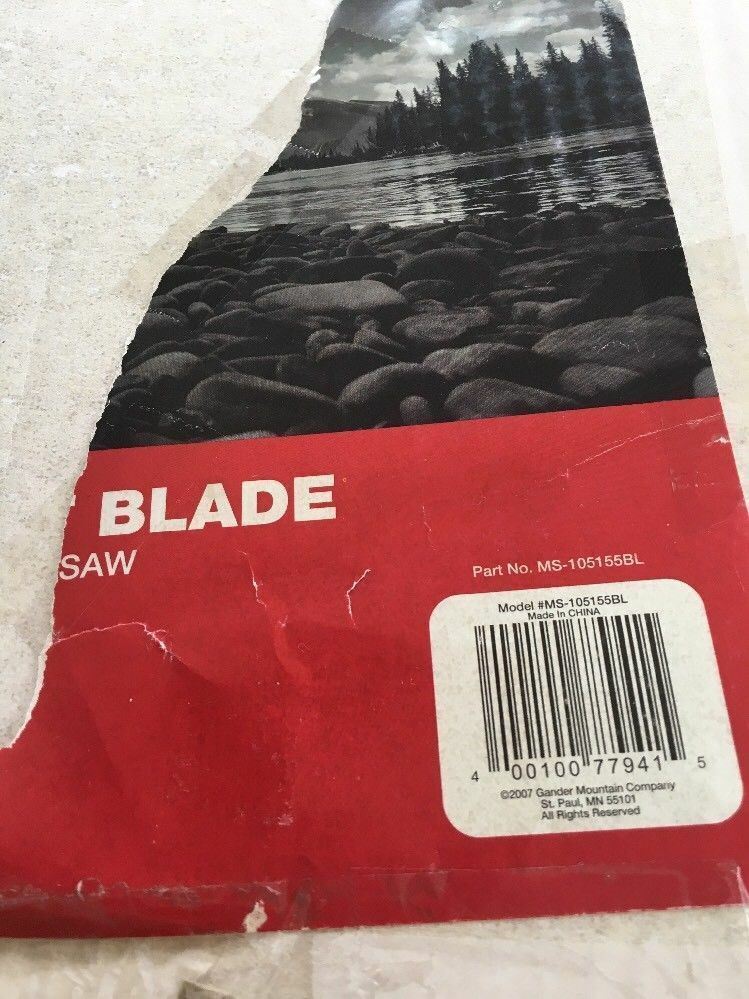 BLADE
SAW
Part No. MS-105155BL
Model #MS-105155BL
Made In CHINA
4 00100 77941 5
©2007 Gander Mountain Company
St. Paul, MN 55101
All Rights Reserved